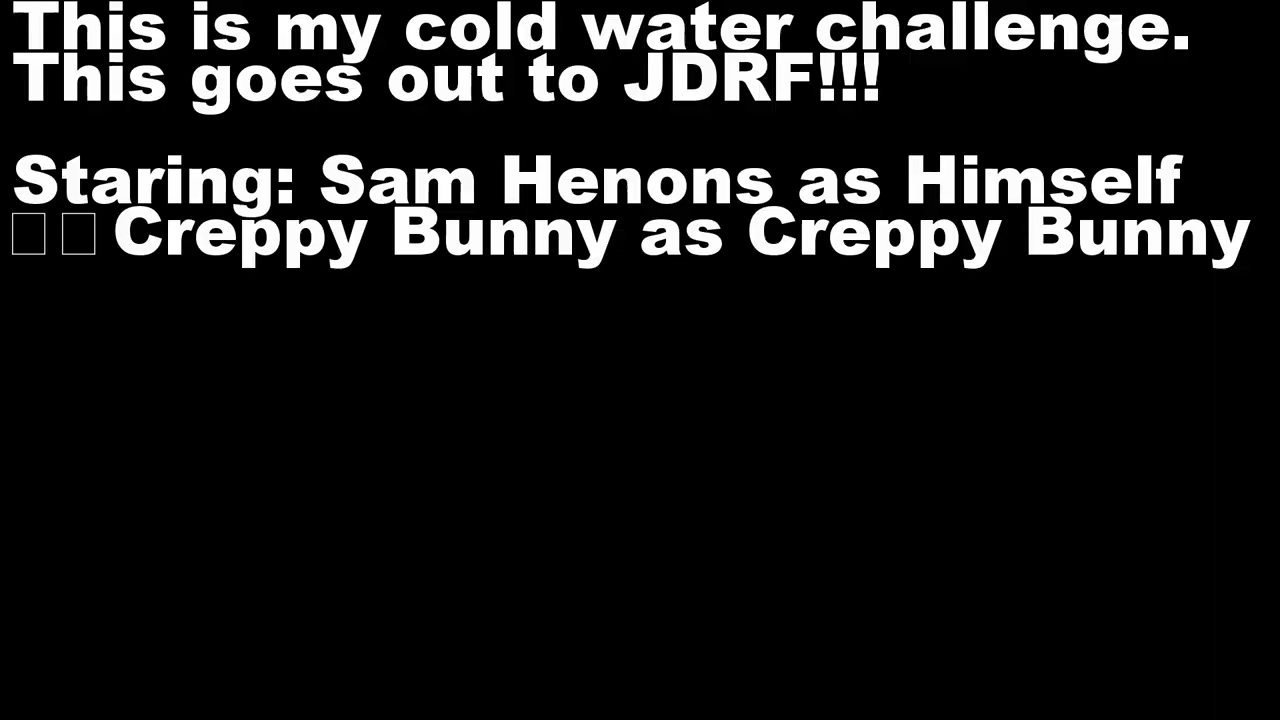 This is my cold water challenge.
This goes out to JDRF!!!
Staring: Sam Henons as Himself
□□ Creppy Bunny as Creppy Bunny